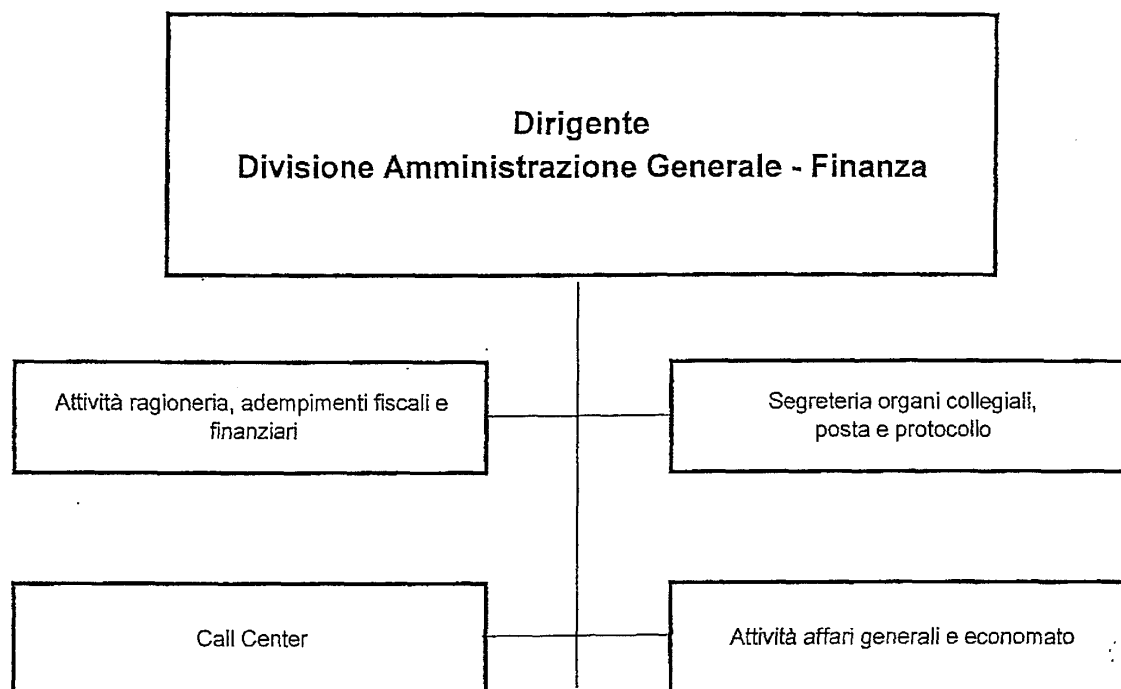 Dirigente
Divisione Amministrazione Generale - Finanza
Attività ragioneria, adempimenti fiscali e
finanziari
Segreteria organi collegiali,
posta e protocollo
Call Center
Attività affari generali e economato